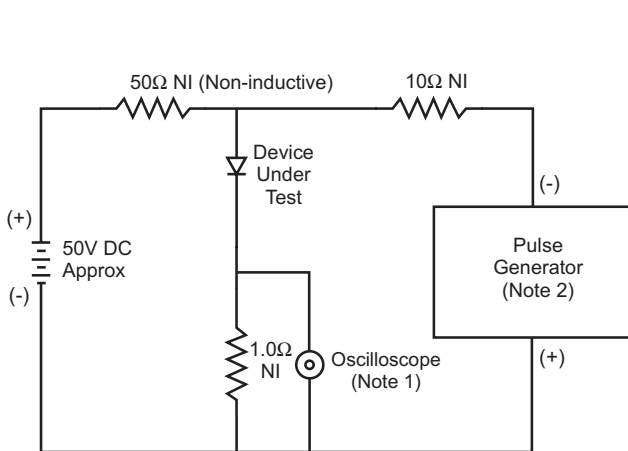 50Ω NI (Non-inductive)
10Ω NI
Device
Under
Test
(-)
(+)
50V DC
Approx
(-)
Pulse
Generator
(Note 2)
1.0Ω
NI
Oscilloscope
(Note 1)
(+)